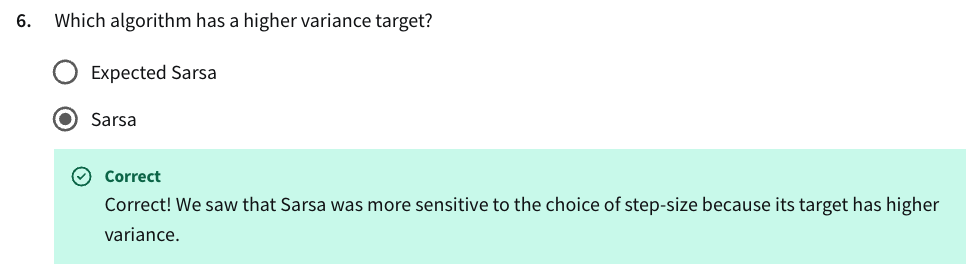 6. Which algorithm has a higher variance target?
Expected Sarsa
Sarsa
Correct
Correct! We saw that Sarsa was more sensitive to the choice of step-size because its target has higher
variance.